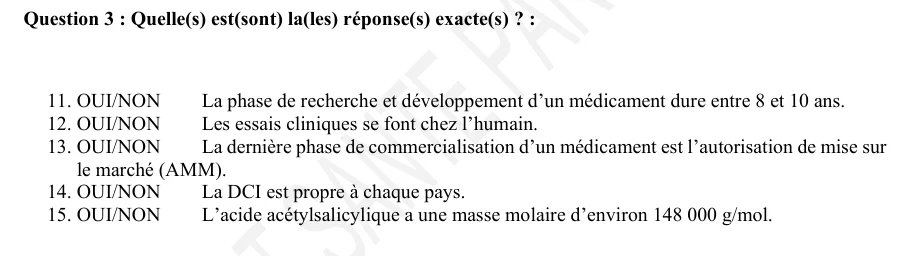 Question 3 : Quelle(s) est(sont) la(les) réponse(s) exacte(s) ? :
11. OUI/NON La phase de recherche et développement d’un médicament dure entre 8 et 10 ans.
12. OUI/NON Les essais cliniques se font chez l’humain.
13. OUI/NON La dernière phase de commercialisation d’un médicament est l’autorisation de mise sur
le marché (AMM).
14. OUI/NON La DCI est propre à chaque pays.
15. OUI/NON L’acide acétylsalicylique a une masse molaire d’environ 148 000 g/mol.
SANTE